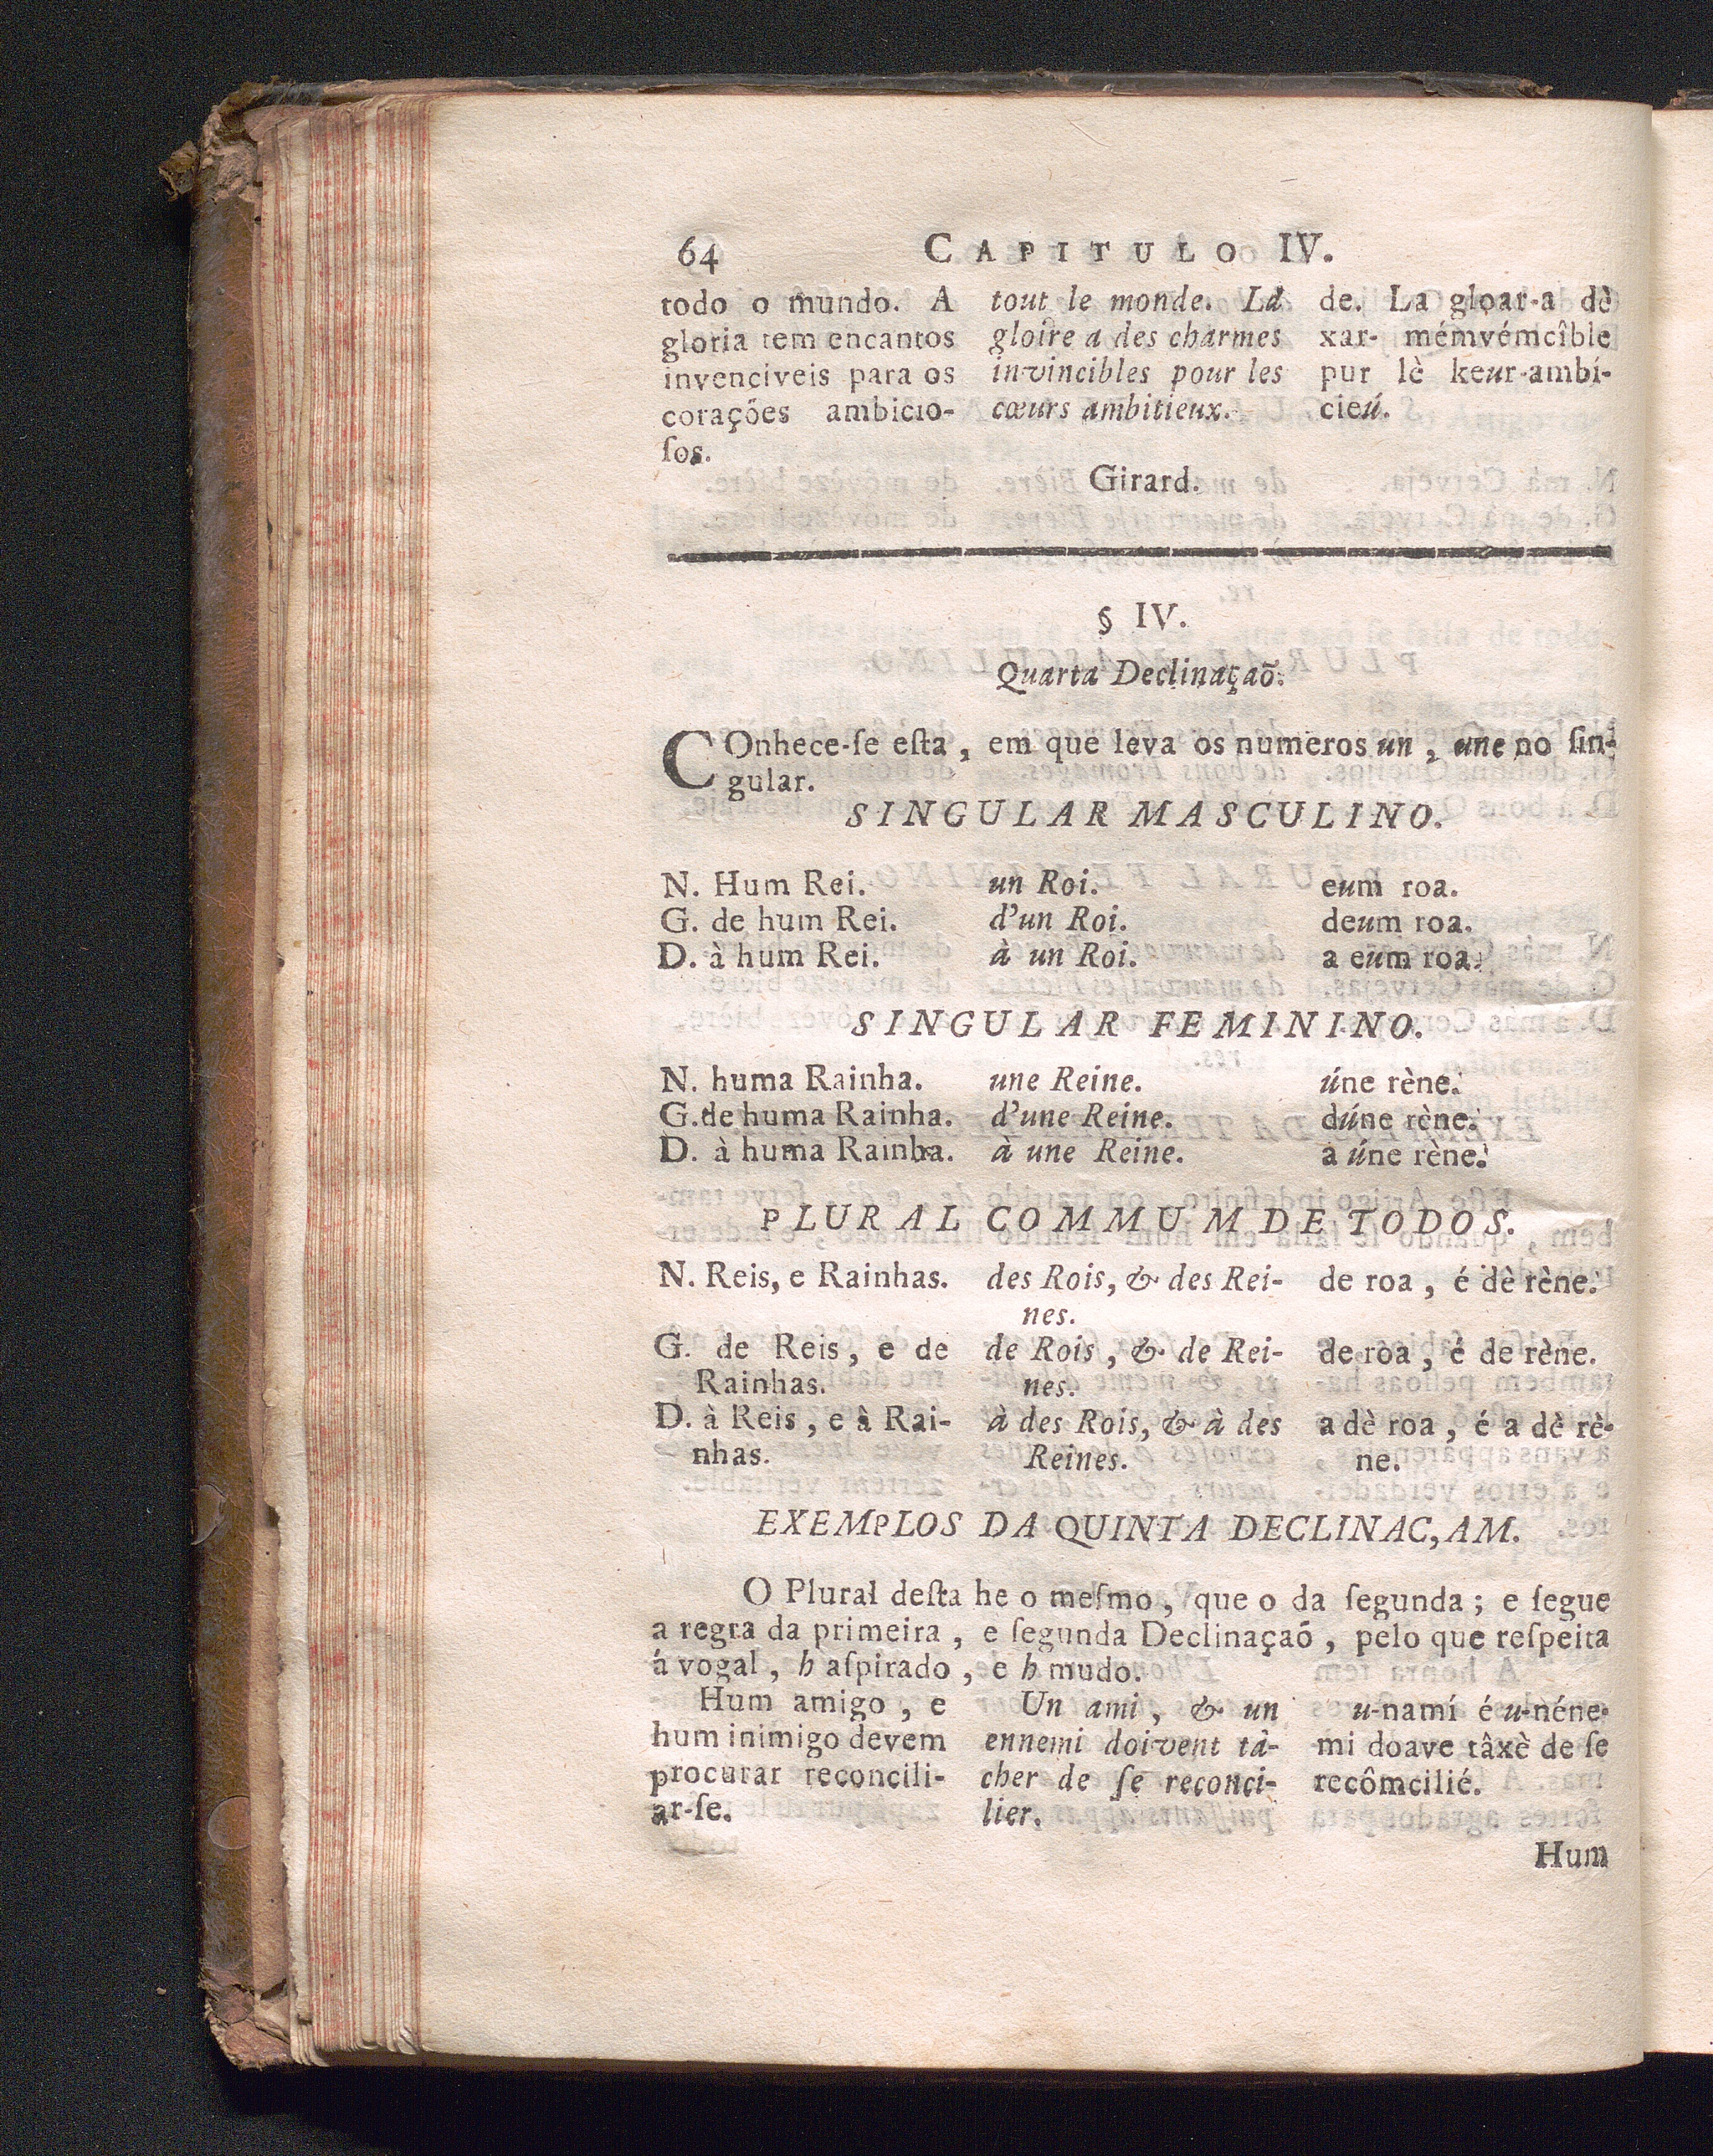 64 CAPITULO IV.
todo o mundo. A tout le monde. La de. La gloar-a dè
gloria tem encantos gloire a des charmes xar- mémvémcîble
invenciveis para os invincibles pour les pur lè keur-ambí-
corações ambicio- cœurs ambitieux. cieú.
ſos.
Girard.
§ IV.
Quarta Declinaçaõ.
COnhece-ſe eſta, em que leva os numeros un, une no ſin-
gular.
SINGULAR MASCULINO.
N. Hum Rei. un Roi. eum roa.
G. de hum Rei. d'un Roi. deum roa.
D. à hum Rei. à un Roi. a eum roa.
SINGULAR FEMININO.
N. huma Rainha. une Reine. úne rène.
G. de huma Rainha. d'une Reine. dúne rène.
D. à huma Rainha. à une Reine. a úne rène.
PLURAL COMMUM DE TODOS.
N. Reis, e Rainhas. des Rois, & des Rei- de roa, é dè rène.
nes.
G. de Reis, e de de Rois, & de Rei- de roa, é de rène.
Rainhas. nes.
D. à Reis, e à Rai- à des Rois, & à des a dè roa, é a dè rè-
nhas. Reines. ne.
EXEMPLOS DA QUINTA DECLINAC,AM.
O Plural deſta he o meſmo, que o da ſegunda; e ſegue
a regra da primeira, e ſegunda Declinaçaõ, pelo que reſpeita
á vogal, h aſpirado, e h mudo.
Hum amigo, e Un ami, & un u-namí é u-néne-
hum inimigo devem ennemi doivent tâ- mi doave tâxè de ſe
procurar reconcili- cher de ſe reconci- recômcilié.
ar-ſe. lier.
Hum